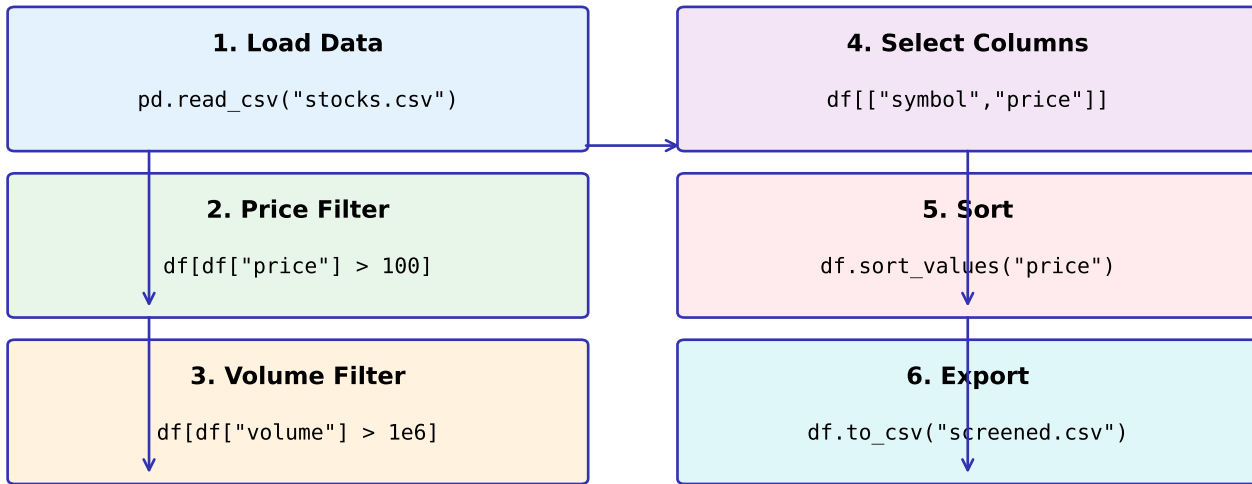 1. Load Data
pd.read_csv("stocks.csv")
2. Price Filter
df[df["price"] > 100]
3. Volume Filter
df[df["volume"] > 1e6]
4. Select Columns
df[["symbol","price"]]
5. Sort
df.sort_values("price")
6. Export
df.to_csv("screened.csv")